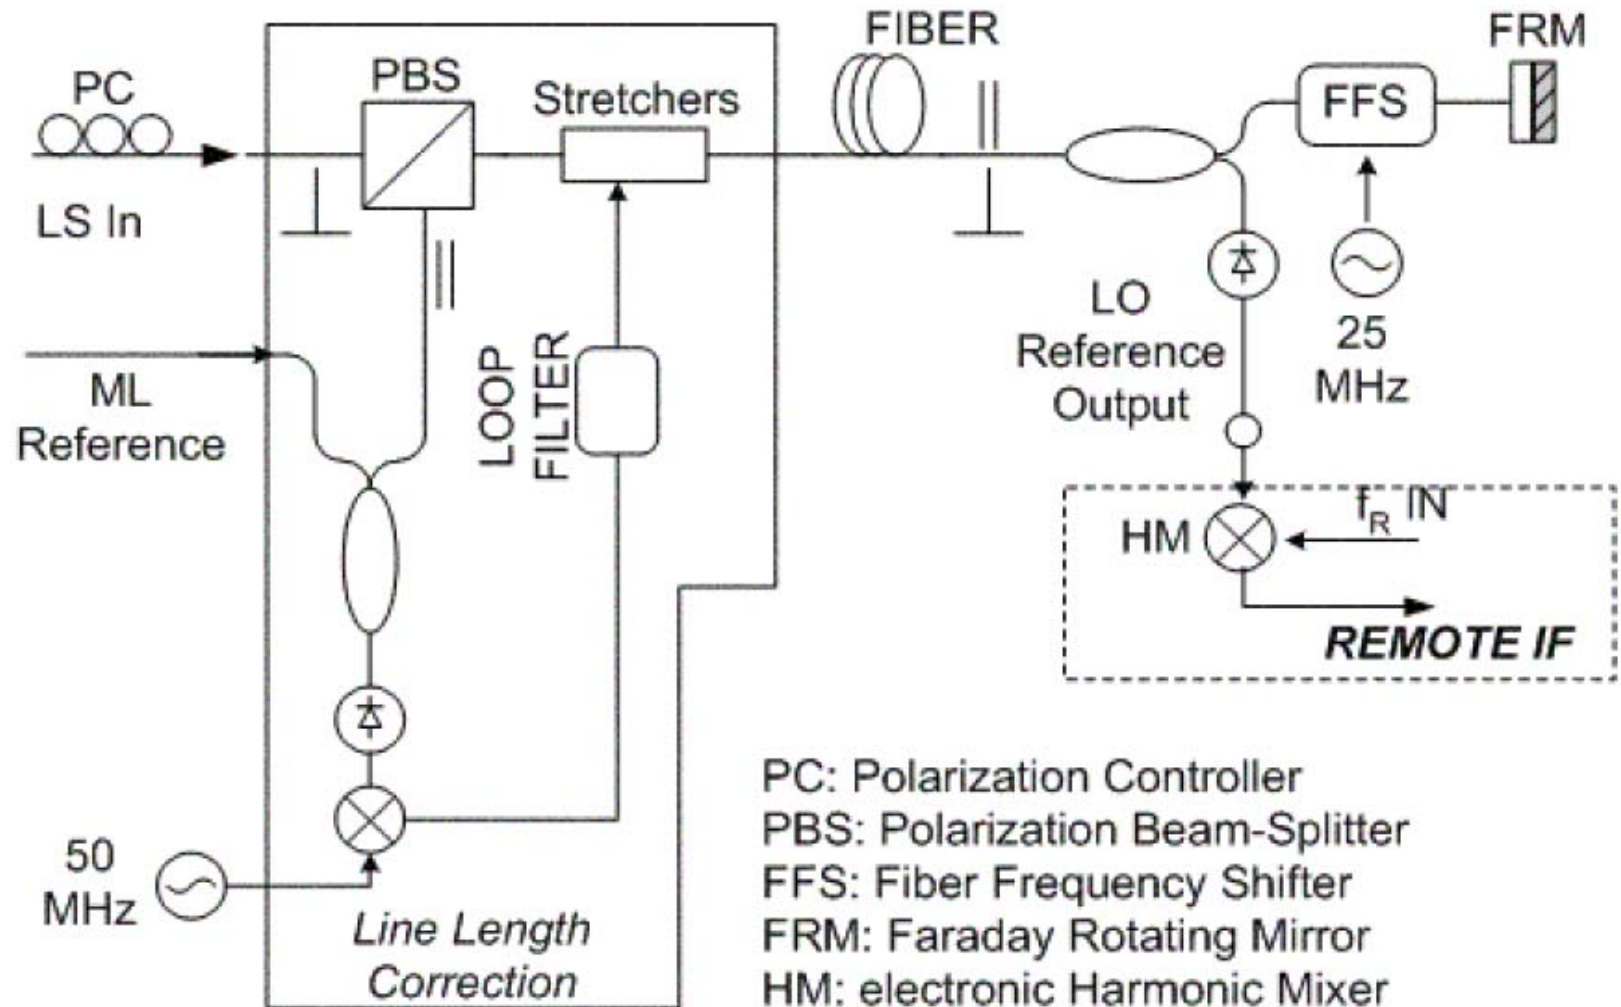 PC
LS In
PBS
Stretchers
FIBER
FFS
FRM
ML
Reference
LOOP
FILTER
LO
Reference
Output
25
MHz
HM
fR IN
REMOTE IF
50
MHz
Line Length
Correction
PC: Polarization Controller
PBS: Polarization Beam-Splitter
FFS: Fiber Frequency Shifter
FRM: Faraday Rotating Mirror
HM: electronic Harmonic Mixer